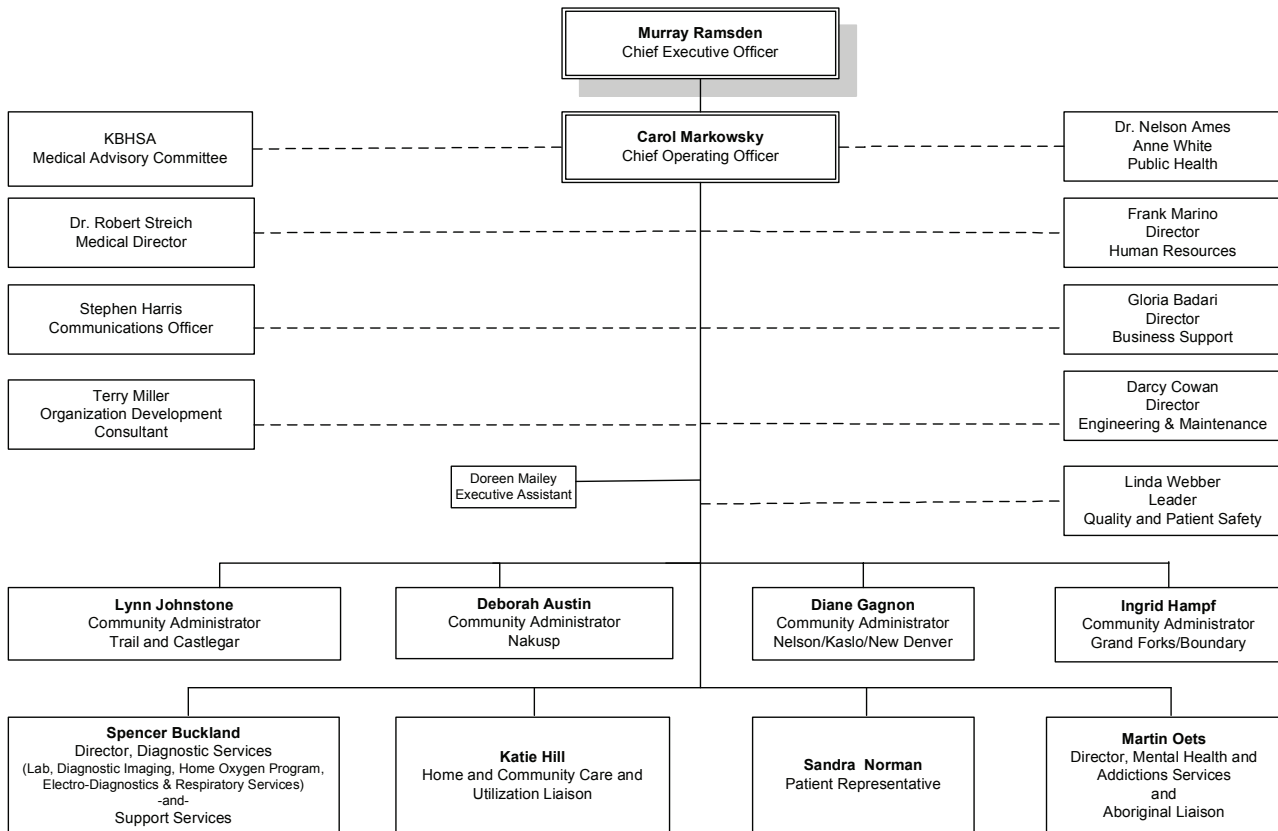 Murray Ramsden
Chief Executive Officer
KBHSA
Medical Advisory Committee
Carol Markowsky
Chief Operating Officer
Dr. Nelson Ames
Anne White
Public Health
Dr. Robert Streich
Medical Director
Frank Marino
Director
Human Resources
Stephen Harris
Communications Officer
Gloria Badari
Director
Business Support
Terry Miller
Organization Development
Consultant
Darcy Cowan
Director
Engineering & Maintenance
Doreen Mailey
Executive Assistant
Linda Webber
Leader
Quality and Patient Safety
Lynn Johnstone
Community Administrator
Trail and Castlegar
Deborah Austin
Community Administrator
Nakusp
Diane Gagnon
Community Administrator
Nelson/Kaslo/New Denver
Ingrid Hampf
Community Administrator
Grand Forks/Boundary
Spencer Buckland
Director, Diagnostic Services
(Lab, Diagnostic Imaging, Home Oxygen Program,
Electro-Diagnostics & Respiratory Services)
-and-
Support Services
Katie Hill
Home and Community Care and
Utilization Liaison
Sandra Norman
Patient Representative
Martin Oets
Director, Mental Health and
Addictions Services
and
Aboriginal Liaison